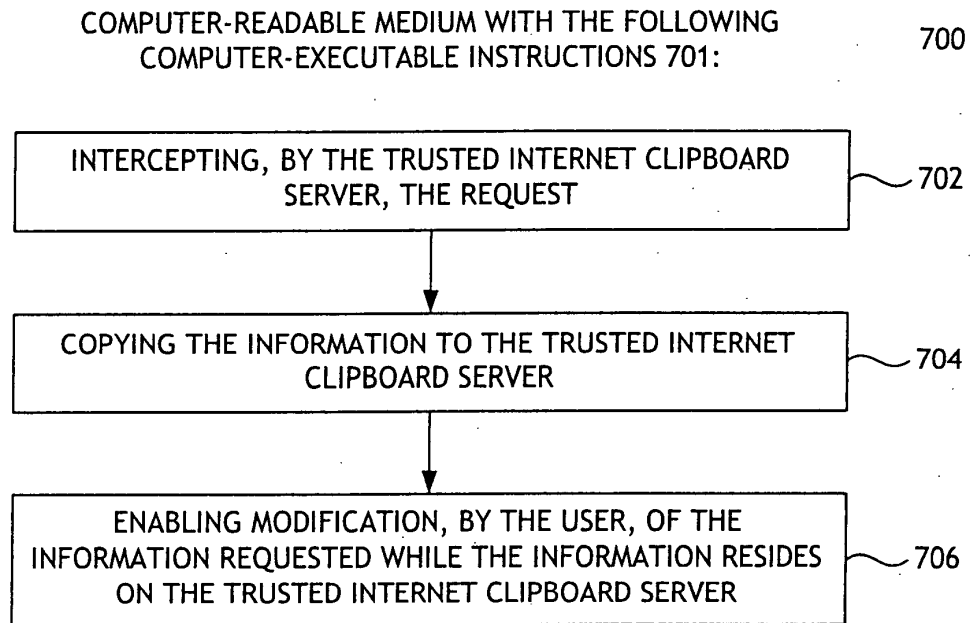 COMPUTER-READABLE MEDIUM WITH THE FOLLOWING
COMPUTER-EXECUTABLE INSTRUCTIONS 701:
700
INTERCEPTING, BY THE TRUSTED INTERNET CLIPBOARD
SERVER, THE REQUEST
702
COPYING THE INFORMATION TO THE TRUSTED INTERNET
CLIPBOARD SERVER
704
ENABLING MODIFICATION, BY THE USER, OF THE
INFORMATION REQUESTED WHILE THE INFORMATION RESIDES
ON THE TRUSTED INTERNET CLIPBOARD SERVER
706